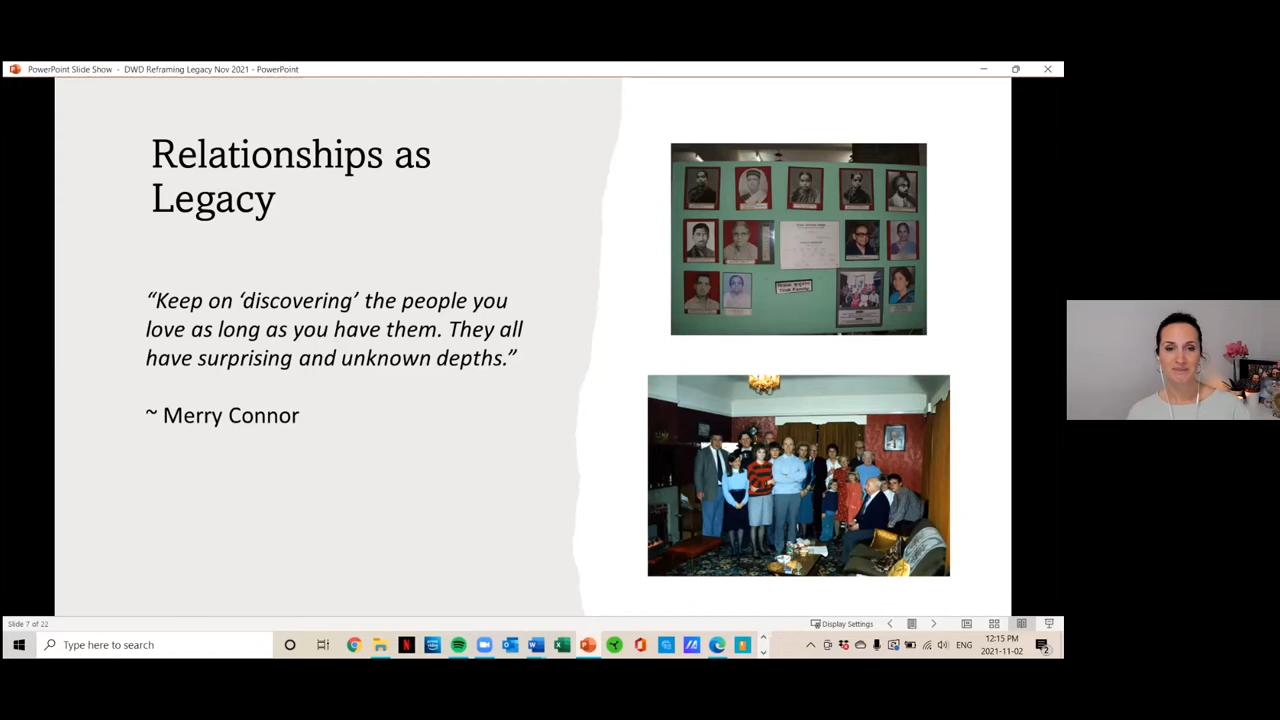 PowerPoint Slide Show - DWD Reframing Legacy Nov 2021 - PowerPoint
Relationships as
Legacy
“Keep on ‘discovering’ the people you
love as long as you have them. They all
have surprising and unknown depths.”
~ Merry Connor
Slide 7 of 22
Display Settings
Type here to search
ENG
12:15 PM
2021-11-02
2